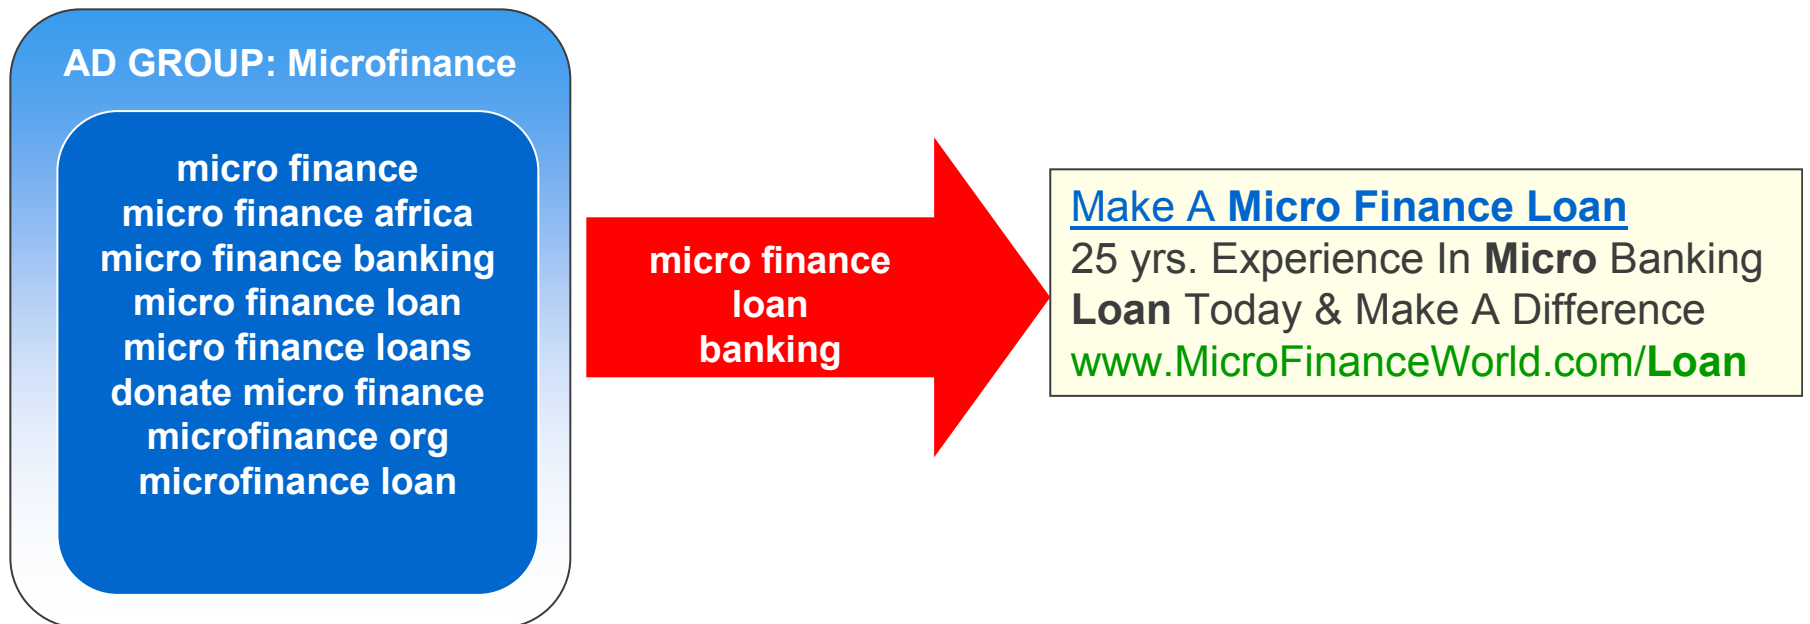 AD GROUP: Microfinance
micro finance
micro finance africa
micro finance banking
micro finance loan
micro finance loans
donate micro finance
microfinance org
microfinance loan
micro finance
loan
banking
Make A Micro Finance Loan
25 yrs. Experience In Micro Banking
Loan Today & Make A Difference
www.MicroFinanceWorld.com/Loan